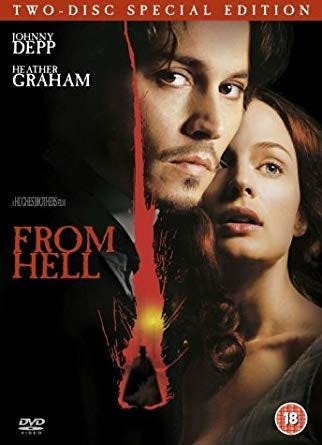 TWO-DISC SPECIAL EDITION
JOHNNY
DEPP
HEATHER
GRAHAM
A HUGHES BROTHERS FILM
FROM
HELL
DVD
VIDEO
18